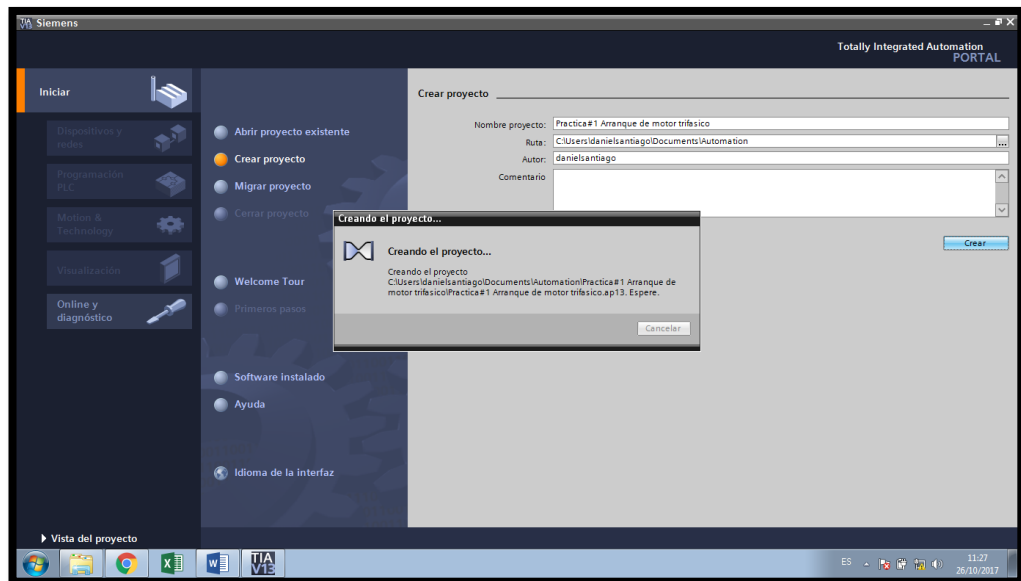 TIA V13 Siemens
Totally Integrated Automation
PORTAL
Iniciar
Dispositivos y
redes
Programación
PLC
Motion &
Technology
Visualización
Online y
diagnóstico
Abrir proyecto existente
Crear proyecto
Migrar proyecto
Cerrar proyecto
Welcome Tour
Primeros pasos
Software instalado
Ayuda
Idioma de la interfaz
Crear proyecto
Nombre proyecto: Practica#1 Arranque de motor trifasico
Ruta: C:\Users\danielsantiago\Documents\Automation
...
Autor: danielsantiago
Comentario
Crear
Creando el proyecto...
Creando el proyecto...
Creando el proyecto
C:\Users\danielsantiago\Documents\Automation\Practica#1 Arranque de
motor trifasico\Practica#1 Arranque de motor trifasico.ap13. Espere.
Cancelar
Vista del proyecto
TIA
V13
ES
11:27
26/10/2017